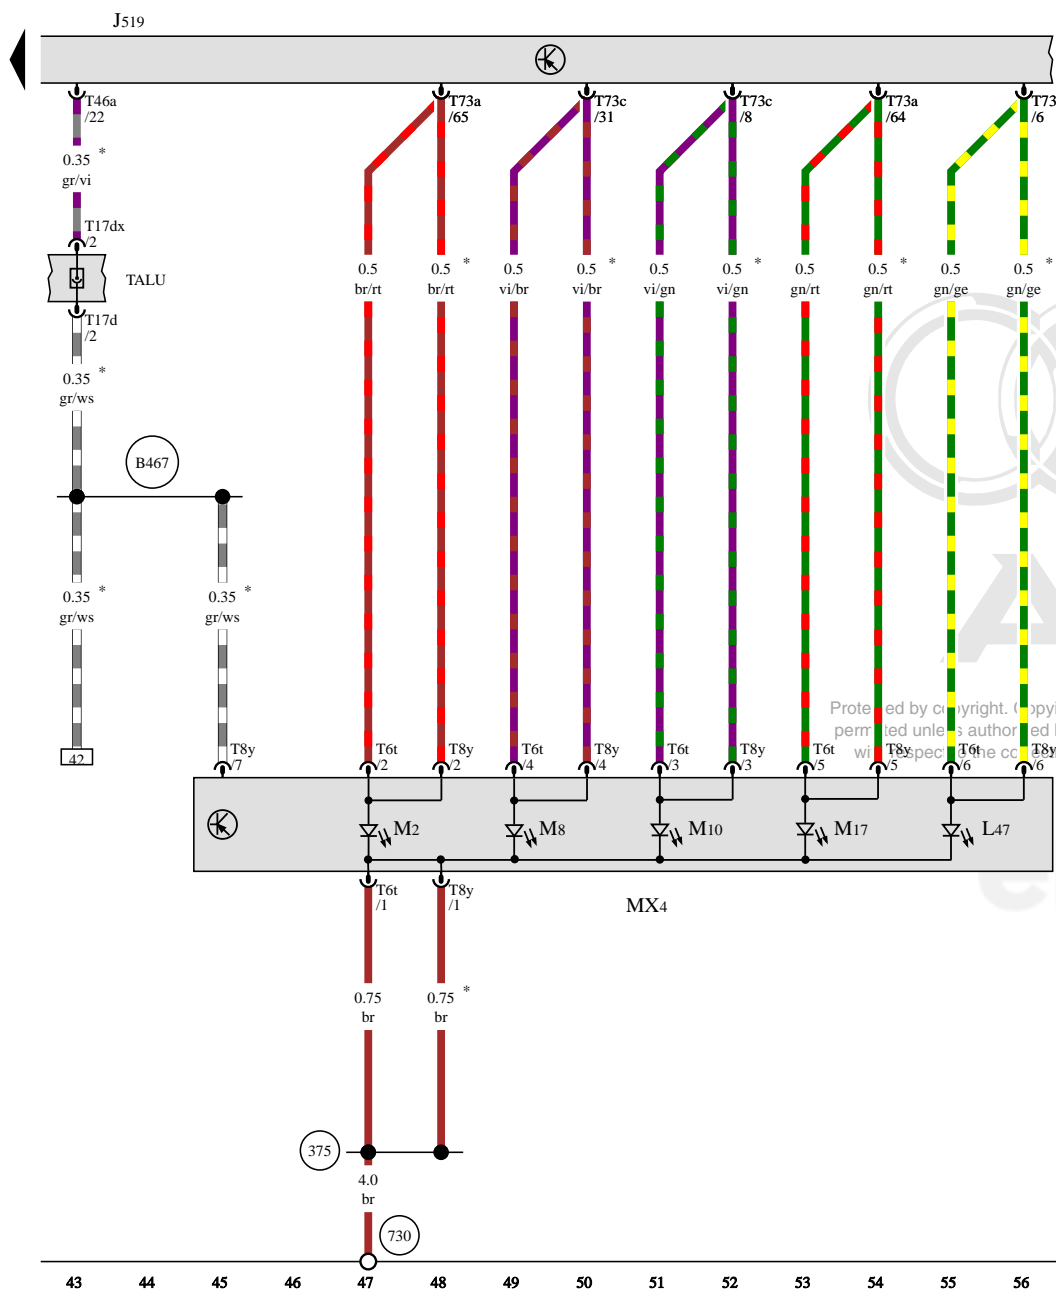 J519
T46a
/22
T73a
/65
T73c
/31
T73c
/8
T73a
/64
T73
/6
0.35 *
gr/vi
T17dx
/2
TALU
T17d
/2
0.5
br/rt
0.5 *
br/rt
0.5
vi/br
0.5 *
vi/br
0.5
vi/gn
0.5 *
vi/gn
0.5
gn/rt
0.5 *
gn/rt
0.5
gn/ge
0.5 *
gn/ge
0.35 *
gr/ws
B467
0.35 *
gr/ws
0.35 *
gr/ws
42
T8y
/7
T6t
/2
T8y
/2
T6t
/4
T8y
/4
T6t
/3
T8y
/3
T6t
/5
T8y
/5
T6t
/6
T8y
/6
M2
M8
M10
M17
L47
T6t
/1
T8y
/1
MX4
0.75
br
0.75 *
br
375
4.0
br
730
43 44 45 46 47 48 49 50 51 52 53 54 55 56